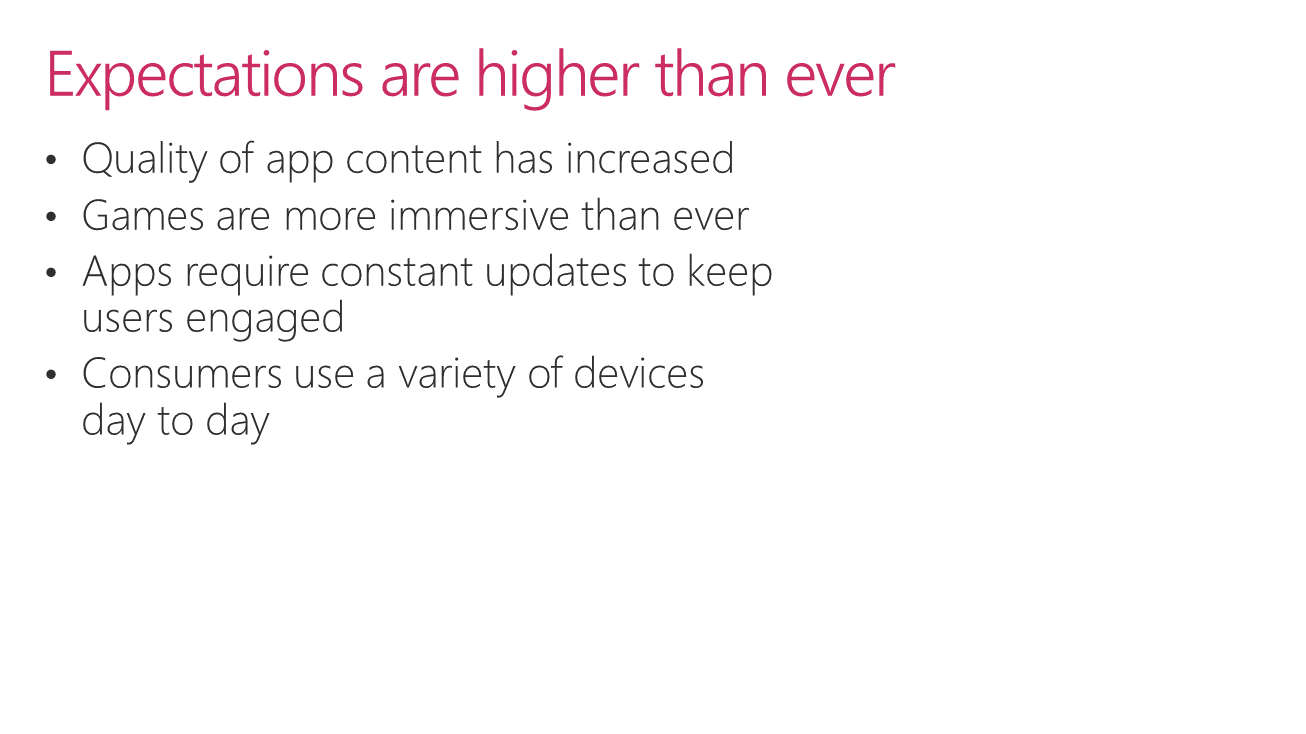 Expectations are higher than ever
• Quality of app content has increased
• Games are more immersive than ever
• Apps require constant updates to keep
users engaged
• Consumers use a variety of devices
day to day